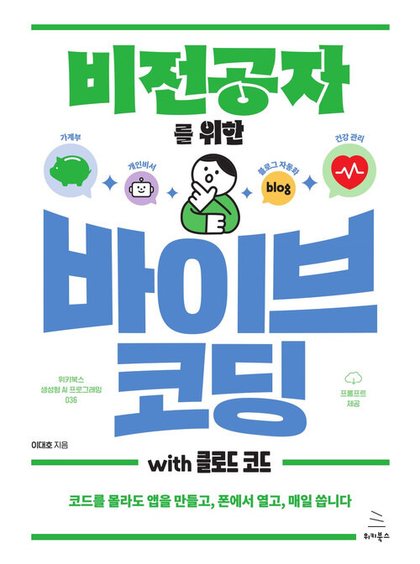 비전공자
를 위한
가계부
개인비서
블로그 자동화
blog
건강 관리
바이브
코딩
위키북스
생성형 AI 프로그래밍
036
프롬프트
제공
이대호 지음
with 클로드 코드
코드를 몰라도 앱을 만들고, 폰에서 열고, 매일 씁니다
위키북스